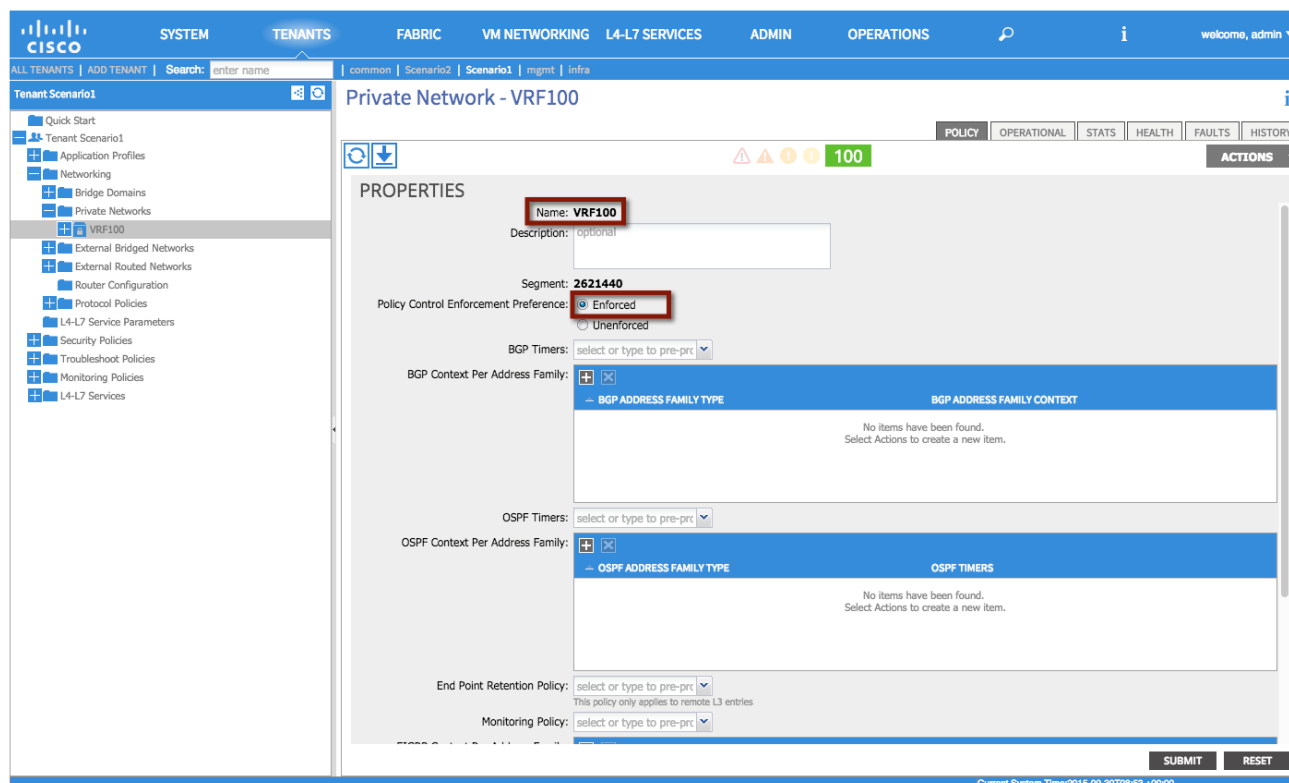 CISCO
SYSTEM
TENANTS
FABRIC
VM NETWORKING
L4-L7 SERVICES
ADMIN
OPERATIONS
welcome, admin
ALL TENANTS | ADD TENANT | Search: enter name | common | Scenario2 | Scenario1 | mgmt | infra
Tenant Scenario1
Quick Start
Tenant Scenario1
Application Profiles
Networking
Bridge Domains
Private Networks
VRF100
External Bridged Networks
External Routed Networks
Router Configuration
Protocol Policies
L4-L7 Service Parameters
Security Policies
Troubleshoot Policies
Monitoring Policies
L4-L7 Services
Private Network - VRF100
POLICY
OPERATIONAL
STATS
HEALTH
FAULTS
HISTORY
100
ACTIONS
PROPERTIES
Name: VRF100
Description: optional
Segment: 2621440
Policy Control Enforcement Preference: Enforced
Unenforced
BGP Timers: select or type to pre-prc
BGP Context Per Address Family:
BGP ADDRESS FAMILY TYPE
BGP ADDRESS FAMILY CONTEXT
No items have been found.
Select Actions to create a new item.
OSPF Timers: select or type to pre-prc
OSPF Context Per Address Family:
OSPF ADDRESS FAMILY TYPE
OSPF TIMERS
No items have been found.
Select Actions to create a new item.
End Point Retention Policy: select or type to pre-prc
This policy only applies to remote L3 entries
Monitoring Policy: select or type to pre-prc
SUBMIT
RESET